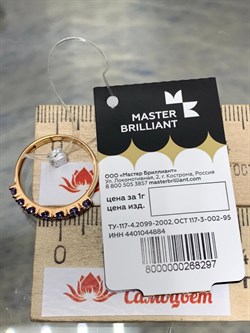 MASTER
BRILLIANT
ООО «Мастер Бриллиант»
Ул. Локомотивная, 2, г. Кострома, Россия
8 800 505 3857 masterbrilliant.com
цена за 1г
цена изд.
ТУ-117-4.2099-2002. ОСТ 117-3-002-95
ИНН 4401044884
8000000268297
Самоцвет